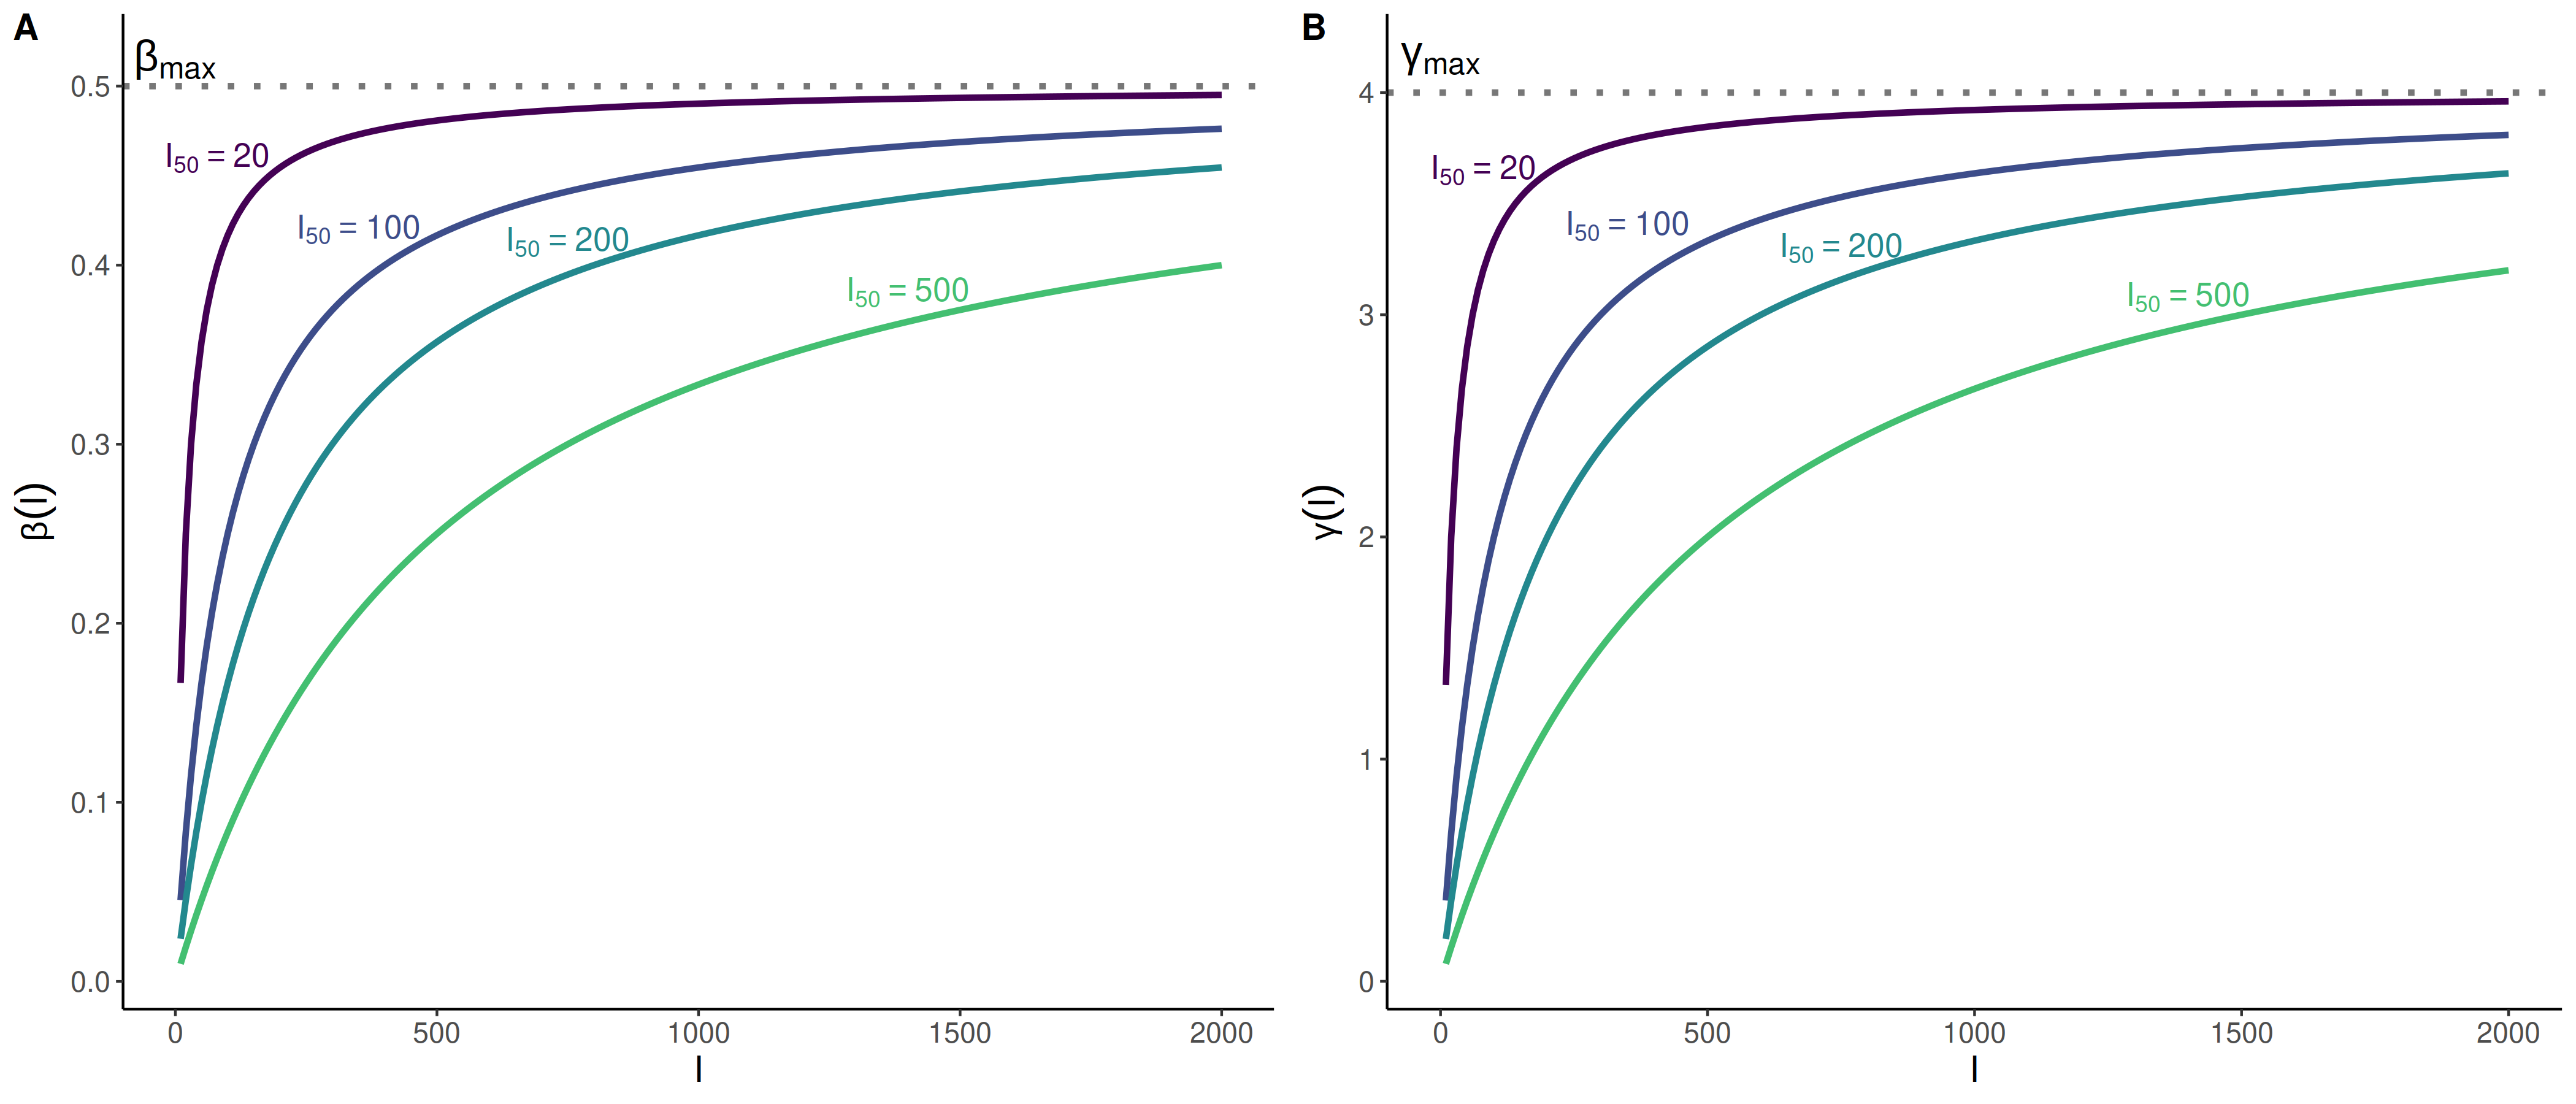 A
βmax
0.5
0.4
0.3
0.2
0.1
0.0
β(I)
I50 = 20
I50 = 100
I50 = 200
I50 = 500
0 500 1000 1500 2000
I
B
γmax
4
3
2
1
0
γ(I)
I50 = 20
I50 = 100
I50 = 200
I50 = 500
0 500 1000 1500 2000
I